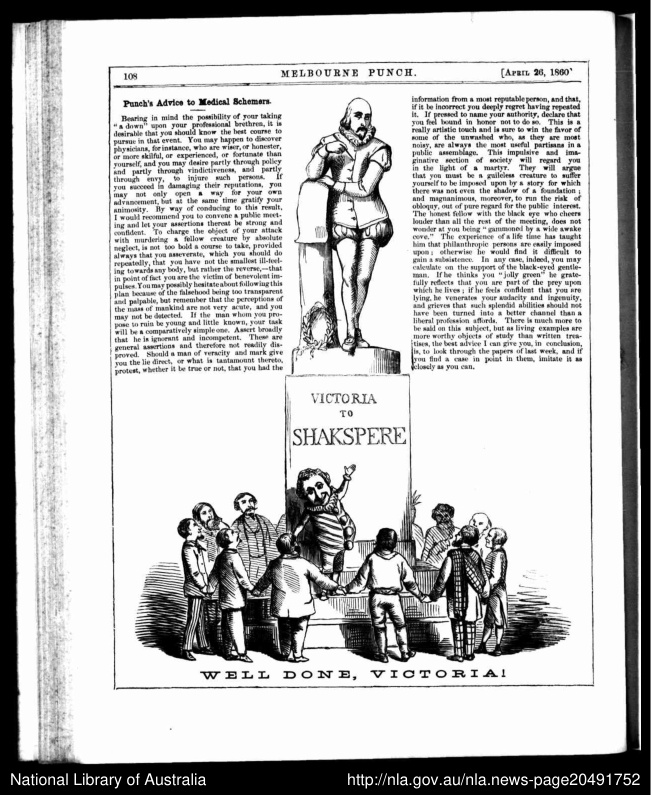 108
MELBOURNE PUNCH.
[APRIL 26, 1860
Punch's Advice to Medical Schemers.
Bearing in mind the possibility of your taking
"a down" upon your professional brethren, it is
desirable that you should know the best course to
pursue in that event. You may happen to discover
physicians, for instance, who are wiser, or honester,
or more skilful, or experienced, or fortunate than
yourself, and you may desire partly through policy
and partly through vindictiveness, and partly
through envy, to injure such persons. If
you succeed in damaging their reputations, you
may not only open a way for your own
advancement, but at the same time gratify your
animosity. By way of conducing to this result,
I would recommend you to convene a public meet-
ing and let your assertions thereat be strong and
confident. To charge the object of your attack
with murdering a fellow creature by absolute
neglect, is not too bold a course to take, provided
always that you asseverate, which you should do
repeatedly, that you have not the smallest ill-feel-
ing towards any body, but rather the reverse,—that
in point of fact you are the victim of benevolent im-
pulses. You may possibly hesitate about following this
plan because of the falsehood being too transparent
and palpable, but remember that the perceptions of
the mass of mankind are not very acute, and you
may not be detected. If the man whom you pro-
pose to ruin be young and little known, your task
will be a comparatively simple one. Assert broadly
that he is ignorant and incompetent. These are
general assertions and therefore not readily dis-
proved. Should a man of veracity and mark give
you the lie direct, or what is tantamount thereto,
protest, whether it be true or not, that you had the
information from a most reputable person, and that,
if it be incorrect you deeply regret having repeated
it. If pressed to name your authority, declare that
you feel bound in honor not to do so. This is a
really artistic touch and is sure to win the favor of
some of the unwashed who, as they are most
noisy, are always the most useful partisans in a
public assemblage. This impulsive and ima-
ginative section of society will regard you
in the light of a martyr. They will argue
that you must be a guileless creature to suffer
yourself to be imposed upon by a story for which
there was not even the shadow of a foundation;
and magnanimous, moreover, to run the risk of
obloquy, out of pure regard for the public interest.
The honest fellow with the black eye who cheers
louder than all the rest of the meeting, does not
wonder at you being "gammoned by a wide awake
cove." The experience of a life time has taught
him that philanthropic persons are easily imposed
upon; otherwise he would find it difficult to
gain a subsistence. In any case, indeed, you may
calculate on the support of the black-eyed gentle-
man. If he thinks you "jolly green" he grate-
fully reflects that you are part of the prey upon
which he lives; if he feels confident that you are
lying, he venerates your audacity and ingenuity,
and grieves that such splendid abilities should not
have been turned into a better channel than a
liberal profession affords. There is much more to
be said on this subject, but as living examples are
more worthy objects of study than written trea-
tises, the best advice I can give you, in conclusion,
is, to look through the papers of last week, and if
you find a case in point in them, imitate it as
closely as you can.
VICTORIA
TO
SHAKSPERE
WELL DONE, VICTORIA!
National Library of Australia
http://nla.gov.au/nla.news-page20491752